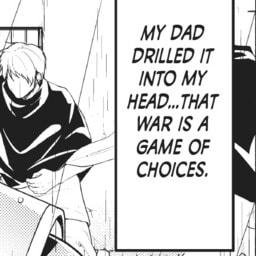 MY DAD
DRILLED IT
INTO MY
HEAD...THAT
WAR IS A
GAME OF
CHOICES.